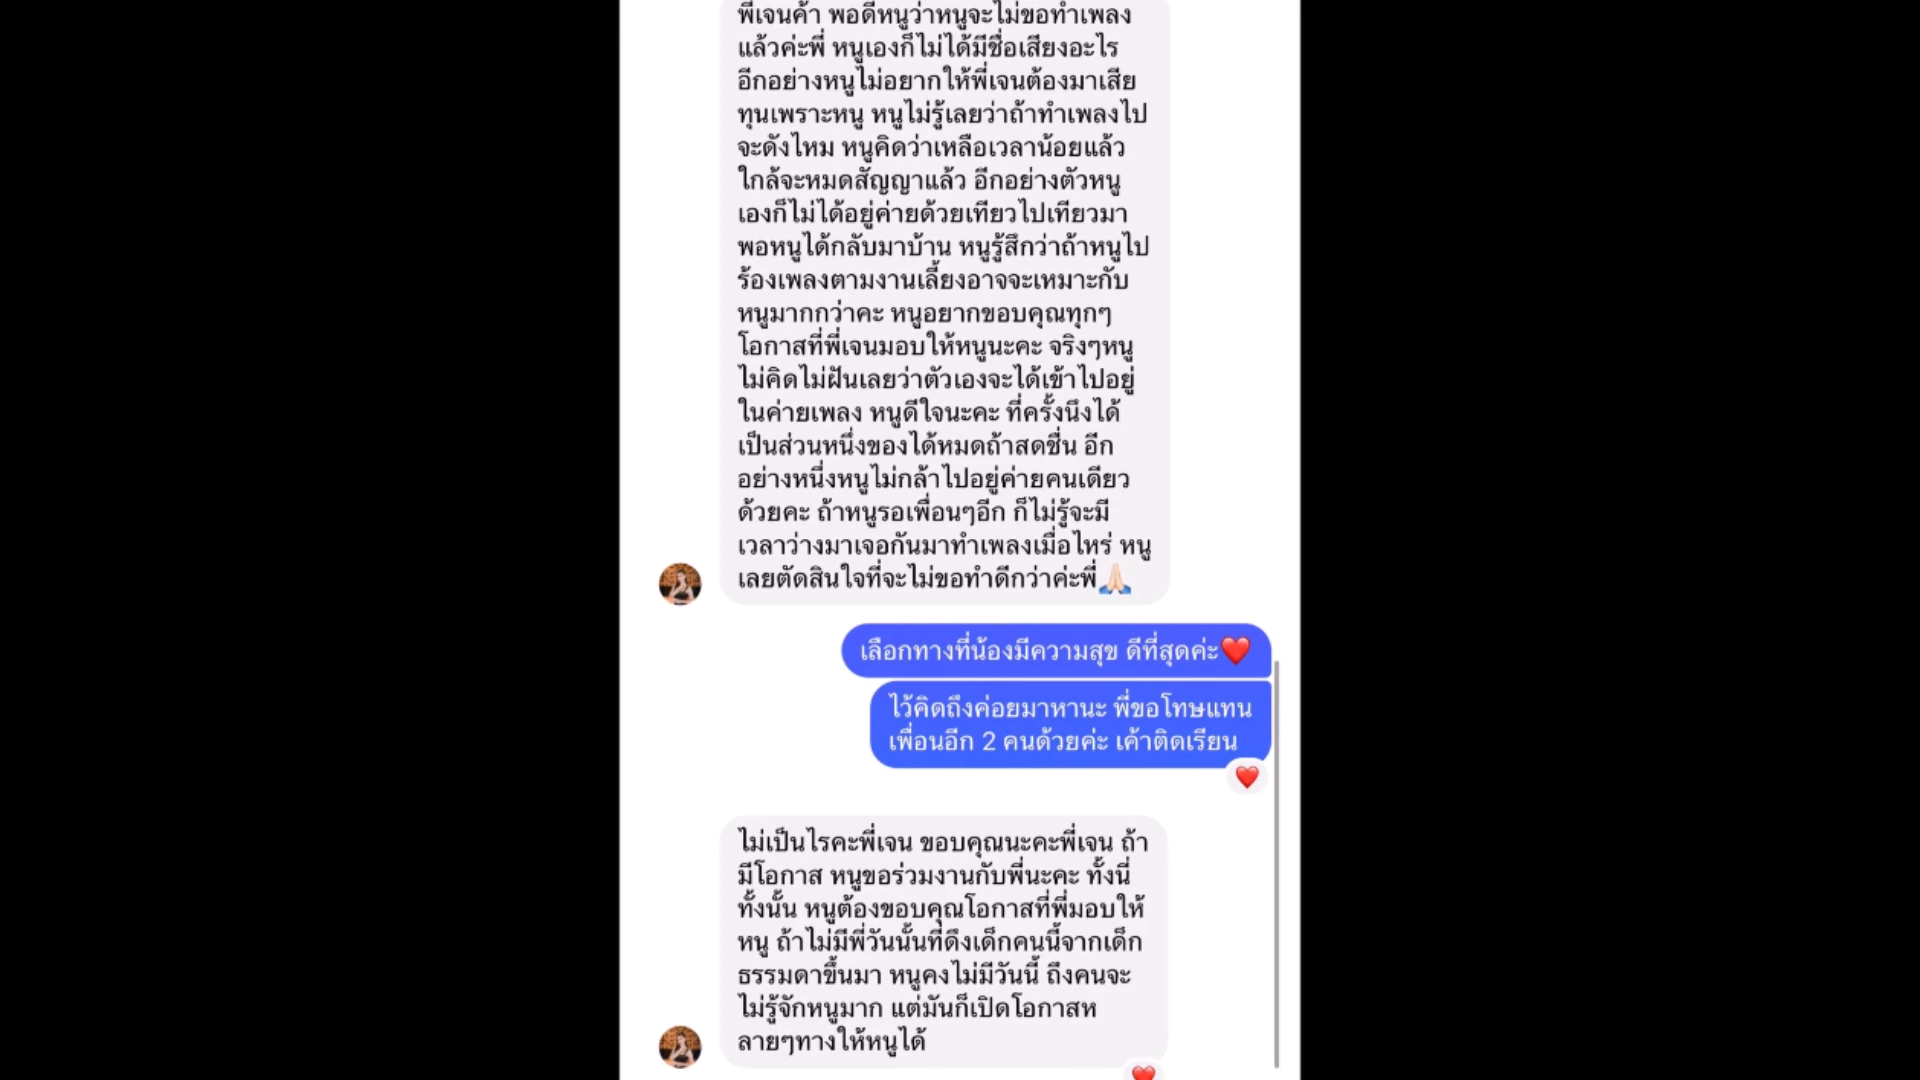 พี่เจนค้า พอดีหนูว่าหนูจะไม่ขอทำเพลง
แล้วค่ะพี่ หนูเองก็ไม่ได้มีชื่อเสียงอะไร
อีกอย่างหนูไม่อยากให้พี่เจนต้องมาเสีย
ทุนเพราะหนู หนูไม่รู้เลยว่าถ้าทำเพลงไป
จะดังไหม หนูคิดว่าเหลือเวลาน้อยแล้ว
ใกล้จะหมดสัญญาแล้ว อีกอย่างตัวหนู
เองก็ไม่ได้อยู่ค่ายด้วยเทียวไปเทียวมา
พอหนูได้กลับมาบ้าน หนูรู้สึกว่าถ้าหนูไป
ร้องเพลงตามงานเลี้ยงอาจจะเหมาะกับ
หนูมากกว่าคะ หนูอยากขอบคุณทุกๆ
โอกาสที่พี่เจนมอบให้หนูนะคะ จริงๆหนู
ไม่คิดไม่ฝันเลยว่าตัวเองจะได้เข้าไปอยู่
ในค่ายเพลง หนูดีใจนะคะ ที่ครั้งนึงได้
เป็นส่วนหนึ่งของได้หมดถ้าสดชื่น อีก
อย่างหนึ่งหนูไม่กล้าไปอยู่ค่ายคนเดียว
ด้วยคะ ถ้าหนูรอเพื่อนๆอีก ก็ไม่รู้จะมี
เวลาว่างมาเจอกันมาทำเพลงเมื่อไหร่ หนู
เลยตัดสินใจที่จะไม่ขอทำดีกว่าค่ะพี่🙏🏻
เลือกทางที่น้องมีความสุข ดีที่สุดค่ะ❤️
ไว้คิดถึงค่อยมาหานะ พี่ขอโทษแทน
เพื่อนอีก 2 คนด้วยค่ะ เค้าติดเรียน
ไม่เป็นไรคะพี่เจน ขอบคุณนะคะพี่เจน ถ้า
มีโอกาส หนูขอร่วมงานกับพี่นะคะ ทั้งนี่
ทั้งนั้น หนูต้องขอบคุณโอกาสที่พี่มอบให้
หนู ถ้าไม่มีพี่วันนั้นที่ดึงเด็กคนนี้จากเด็ก
ธรรมดาขึ้นมา หนูคงไม่มีวันนี้ ถึงคนจะ
ไม่รู้จักหนูมาก แต่มันก็เปิดโอกาสห
ลายๆทางให้หนูได้